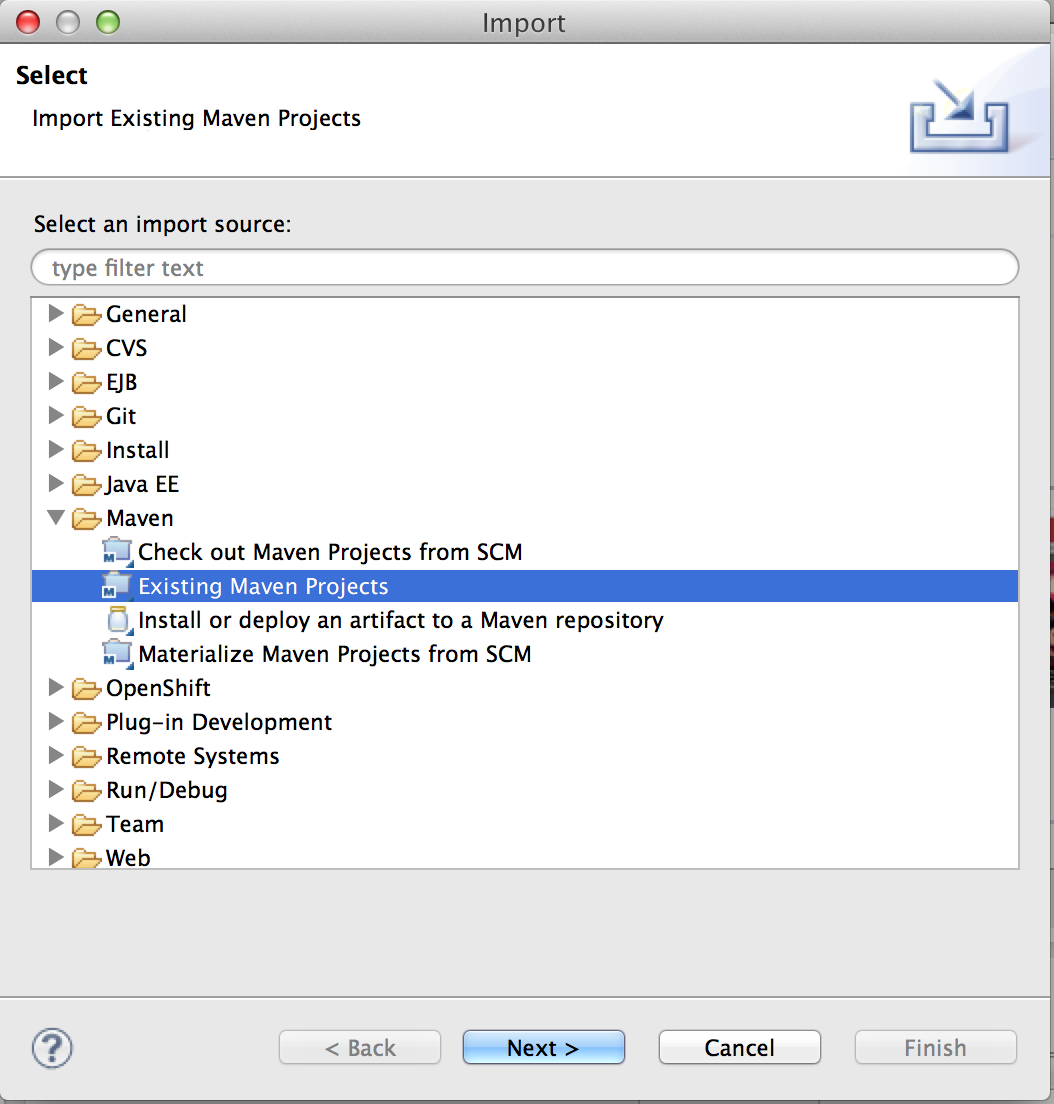 Import
Select
Import Existing Maven Projects
Select an import source:
type filter text
General
CVS
EJB
Git
Install
Java EE
Maven
Check out Maven Projects from SCM
Existing Maven Projects
Install or deploy an artifact to a Maven repository
Materialize Maven Projects from SCM
OpenShift
Plug-in Development
Remote Systems
Run/Debug
Team
Web
? < Back Next > Cancel Finish